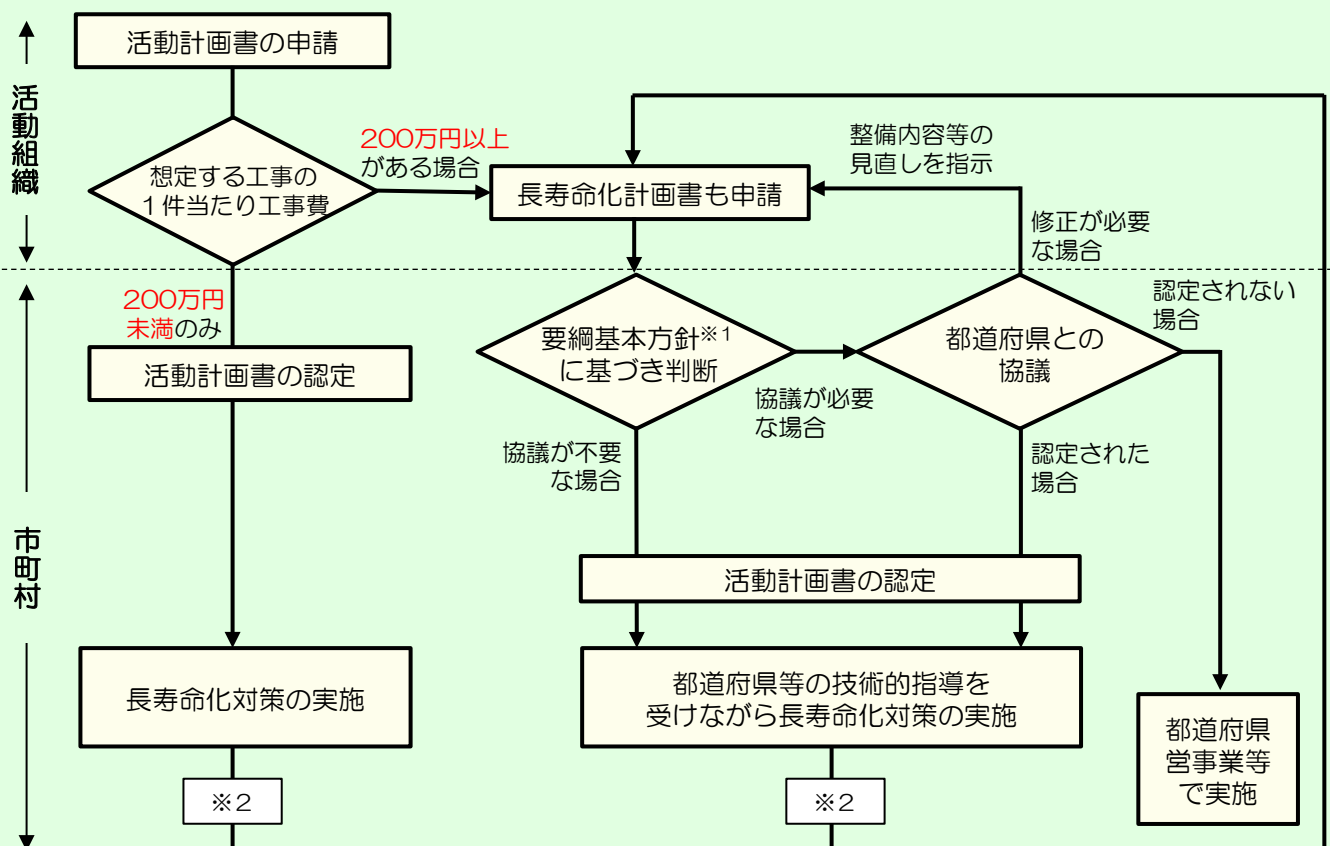 活動組織
活動計画書の申請
想定する工事の
1件当たり工事費
200万円以上
がある場合
長寿命化計画書も申請
整備内容等の
見直しを指示
修正が必要
な場合
市町村
200万円
未満のみ
活動計画書の認定
長寿命化対策の実施
※2
要綱基本方針※1
に基づき判断
協議が必要
な場合
協議が不要
な場合
都道府県との
協議
認定されない
場合
認定された
場合
活動計画書の認定
都道府県等の技術的指導を
受けながら長寿命化対策の実施
※2
都道府県
営事業等
で実施